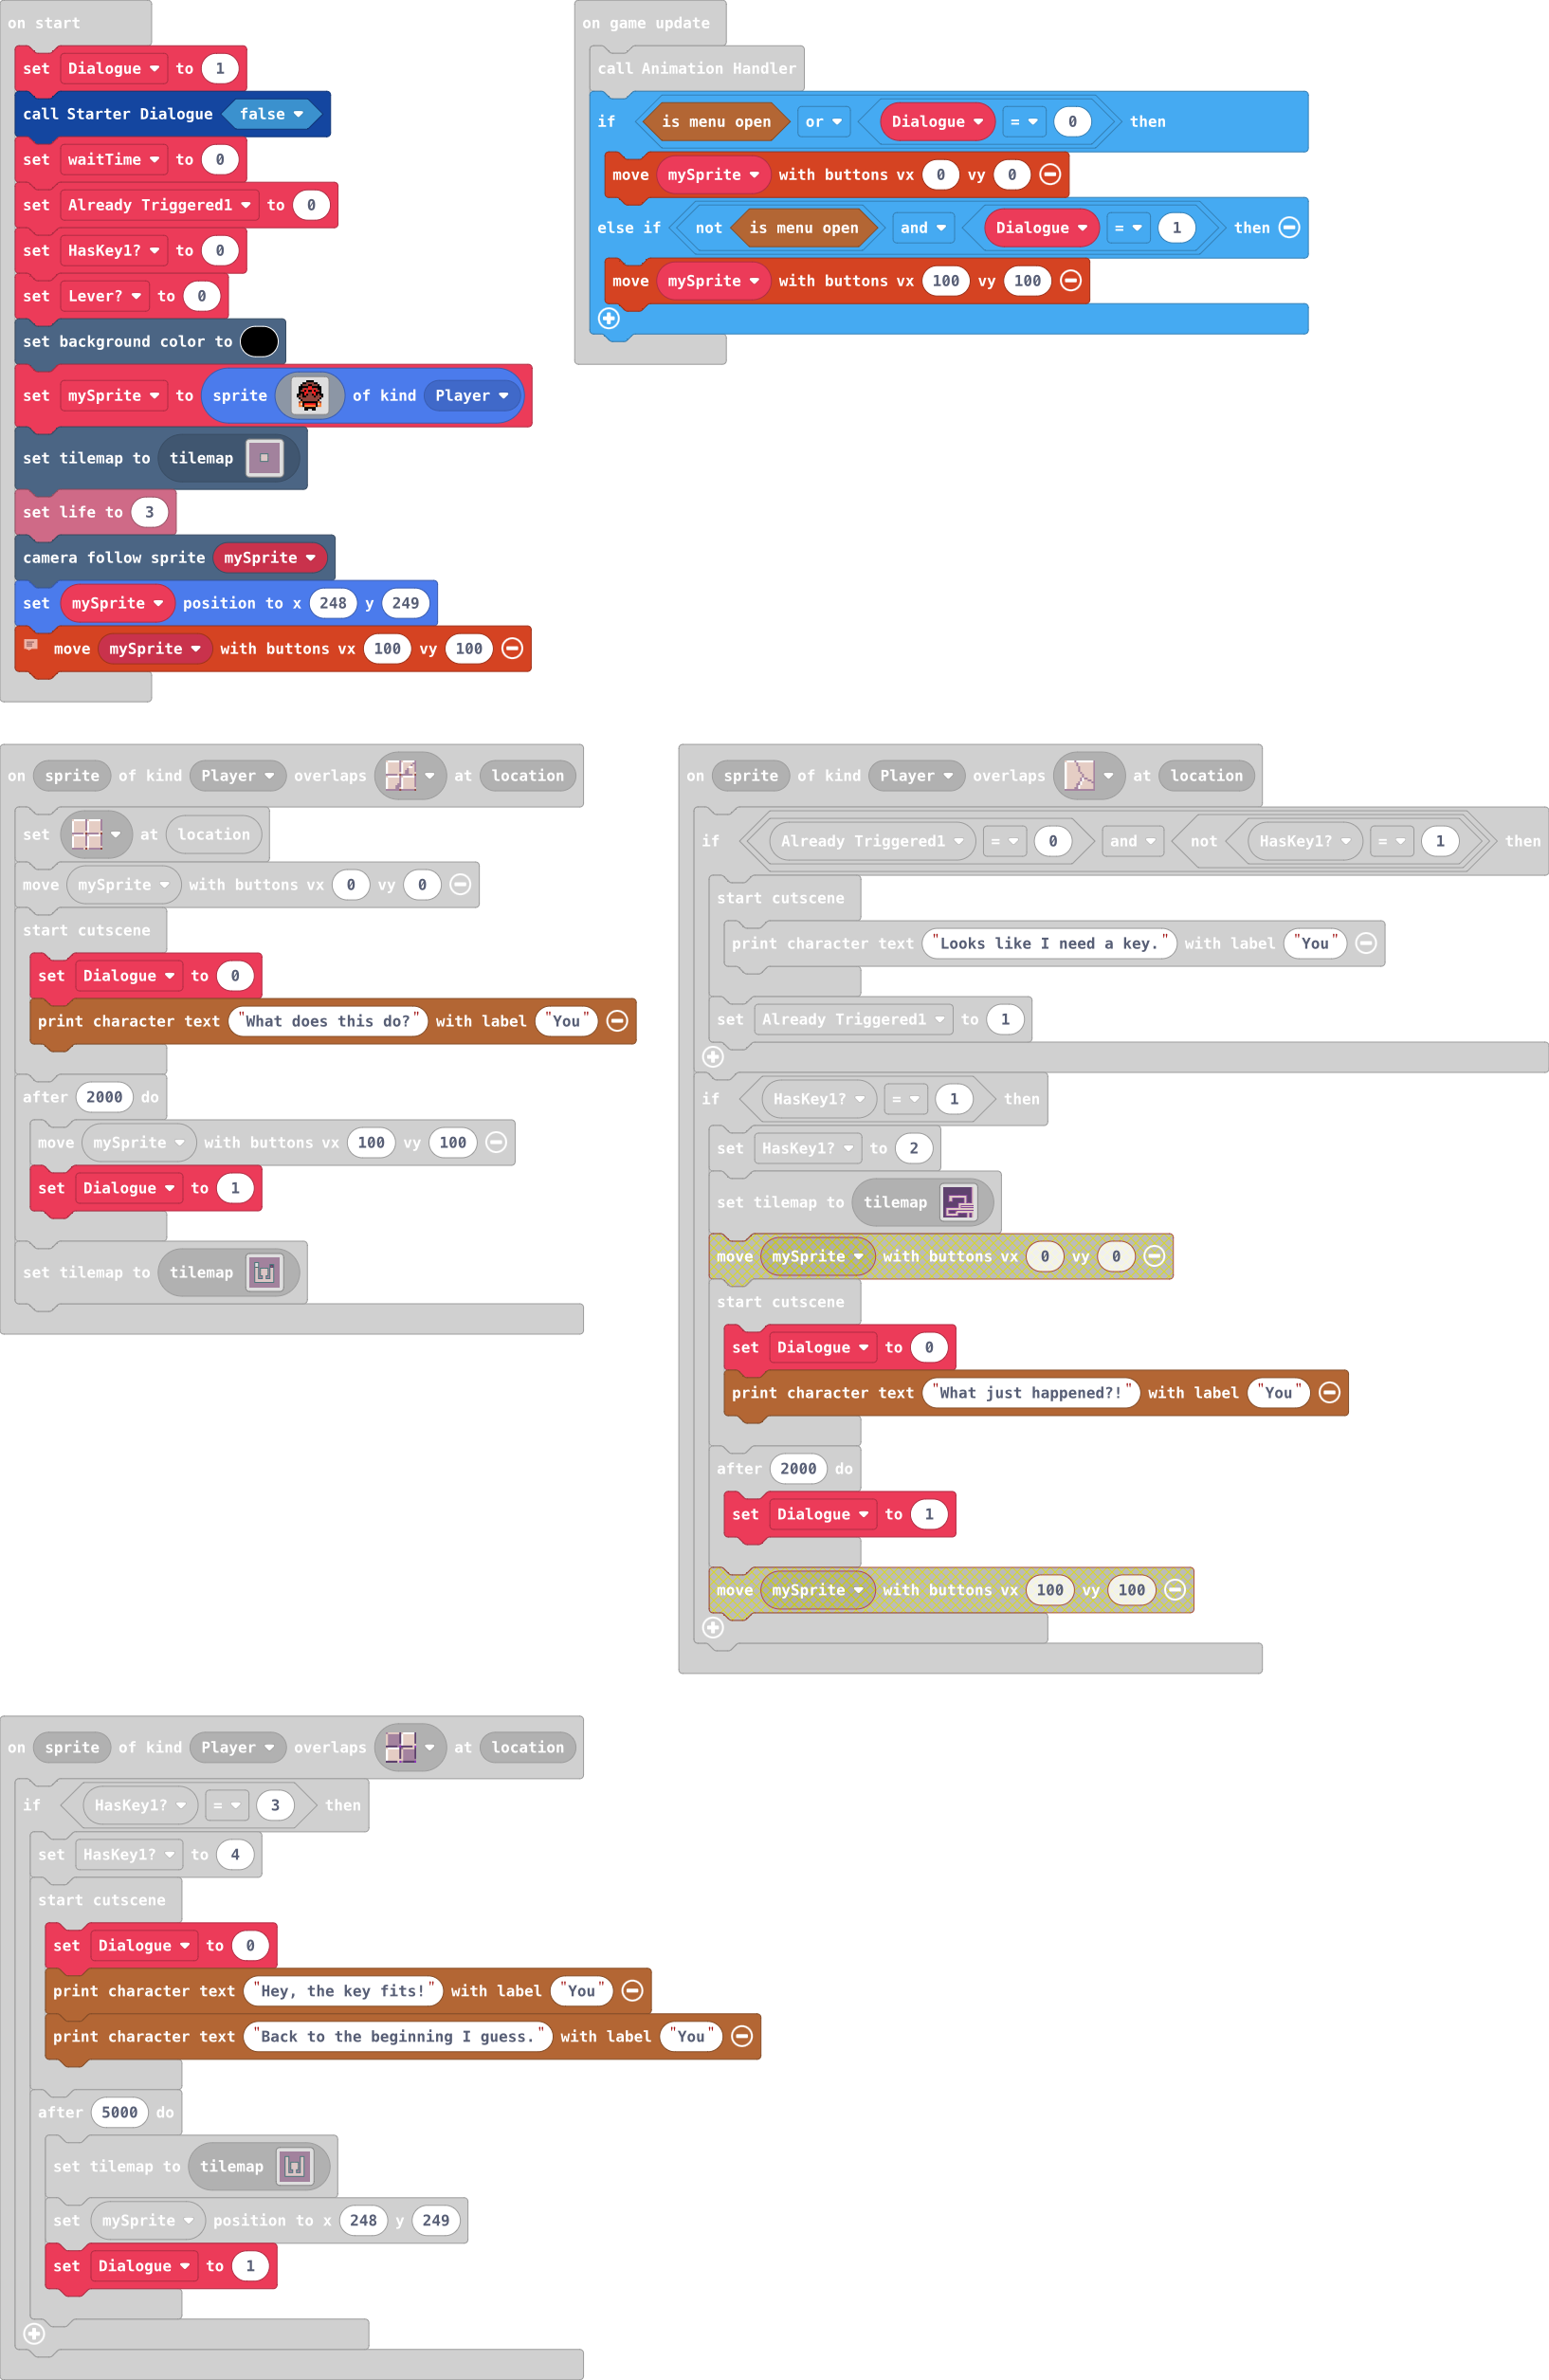 on start
set Dialogue to 1
call Starter Dialogue false
set waitTime to 0
set Already Triggered1 to 0
set HasKey1? to 0
set Lever? to 0
set background color to
set mySprite to sprite of kind Player
set tilemap to tilemap
set life to 3
camera follow sprite mySprite
set mySprite position to x 248 y 249
move mySprite with buttons vx 100 vy 100
on game update
call Animation Handler
if is menu open or Dialogue = 0 then
move mySprite with buttons vx 0 vy 0
else if not is menu open and Dialogue = 1 then
move mySprite with buttons vx 100 vy 100
on sprite of kind Player overlaps at location
set at location
move mySprite with buttons vx 0 vy 0
start cutscene
set Dialogue to 0
print character text "What does this do?" with label "You"
after 2000 do
move mySprite with buttons vx 100 vy 100
set Dialogue to 1
set tilemap to tilemap
on sprite of kind Player overlaps at location
if Already Triggered1 = 0 and not HasKey1? = 1 then
start cutscene
print character text "Looks like I need a key." with label "You"
set Already Triggered1 to 1
if HasKey1? = 1 then
set HasKey1? to 2
set tilemap to tilemap
move mySprite with buttons vx 0 vy 0
start cutscene
set Dialogue to 0
print character text "What just happened?!" with label "You"
after 2000 do
set Dialogue to 1
move mySprite with buttons vx 100 vy 100
on sprite of kind Player overlaps at location
if HasKey1? = 3 then
set HasKey1? to 4
start cutscene
set Dialogue to 0
print character text "Hey, the key fits!" with label "You"
print character text "Back to the beginning I guess." with label "You"
after 5000 do
set tilemap to tilemap
set mySprite position to x 248 y 249
set Dialogue to 1